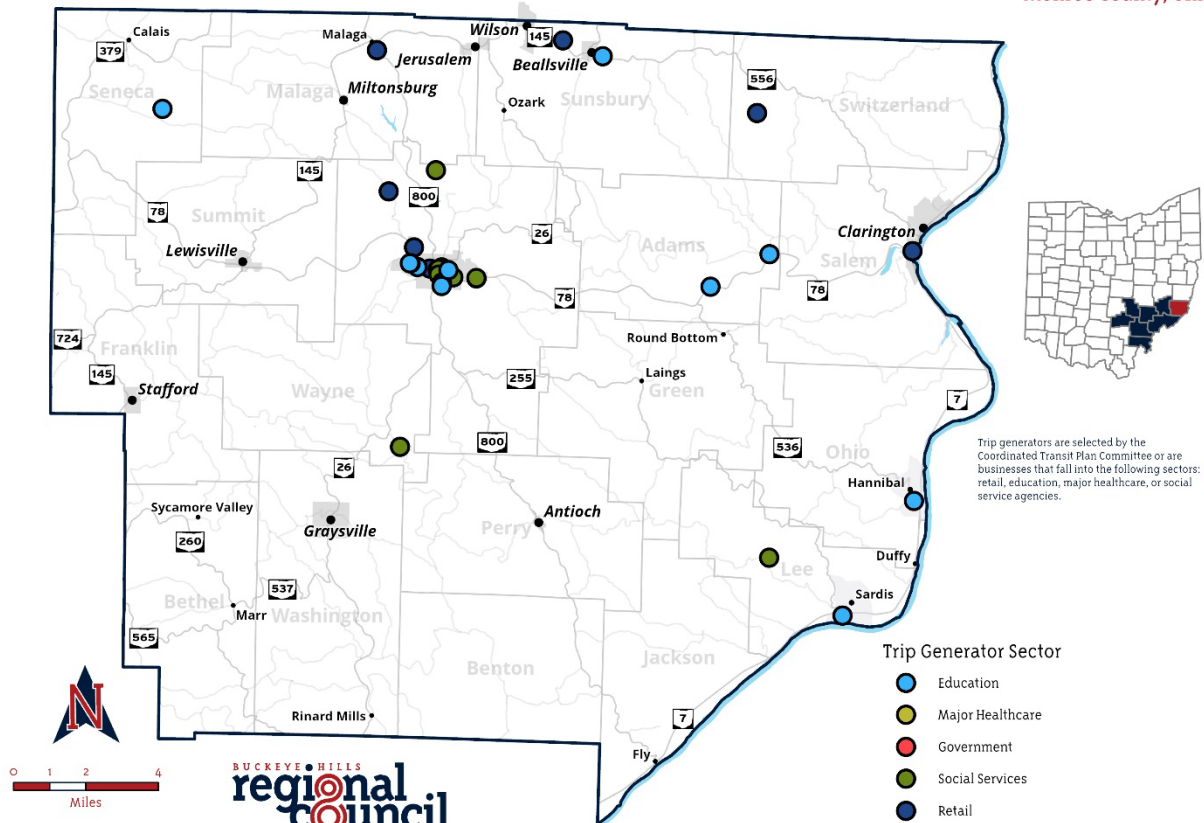 Calais
379
Seneca
Malaga
Malaga
Miltonsburg
Jerusalem
Wilson
145
Beallsville
Ozark
Sunsbury
556
Switzerland
145
800
78
Summit
Lewisville
26
Adams
Clarington
Salem
78
78
Round Bottom
724
Franklin
145
Stafford
Wayne
255
Laings
Green
7
800
536
Ohio
26
Hannibal
Sycamore Valley
260
Graysville
Perry
Antioch
Duffy
Lee
537
Bethel
Marr
Washington
Sardis
565
Benton
Jackson
Rinard Mills
7
Fly
Trip generators are selected by the
Coordinated Transit Plan Committee or are
businesses that fall into the following sectors:
retail, education, major healthcare, or social
service agencies.
Trip Generator Sector
Education
Major Healthcare
Government
Social Services
Retail
N
0 1 2 4
Miles
BUCKEYE HILLS
regional
council